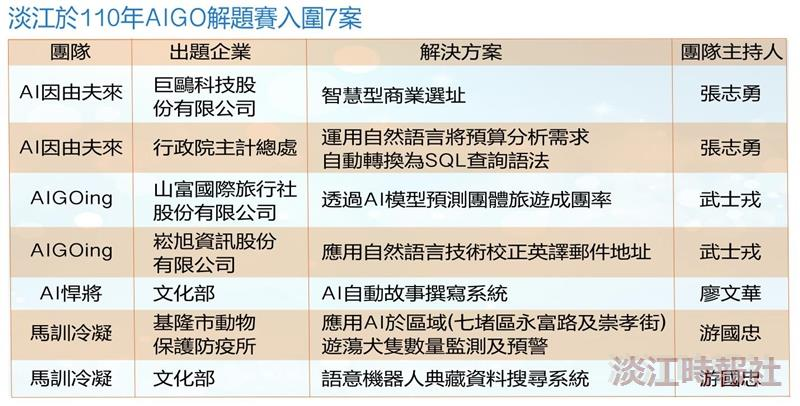 淡江於110年AIGO解題賽入圍7案
團隊 出題企業 解決方案 團隊主持人
AI因由夫來 巨鷗科技股份有限公司 智慧型商業選址 張志勇
AI因由夫來 行政院主計總處 運用自然語言將預算分析需求自動轉換為SQL查詢語法 張志勇
AIGOing 山富國際旅行社股份有限公司 透過AI模型預測團體旅遊成團率 武士戎
AIGOing 崧旭資訊股份有限公司 應用自然語言技術校正英譯郵件地址 武士戎
AI悍將 文化部 AI自動故事撰寫系統 廖文華
馬訓冷凝 基隆市動物保護防疫所 應用AI於區域(七堵區永富路及崇孝街)遊蕩犬隻數量監測及預警 游國忠
馬訓冷凝 文化部 語意機器人典藏資料搜尋系統 游國忠
淡江時報社